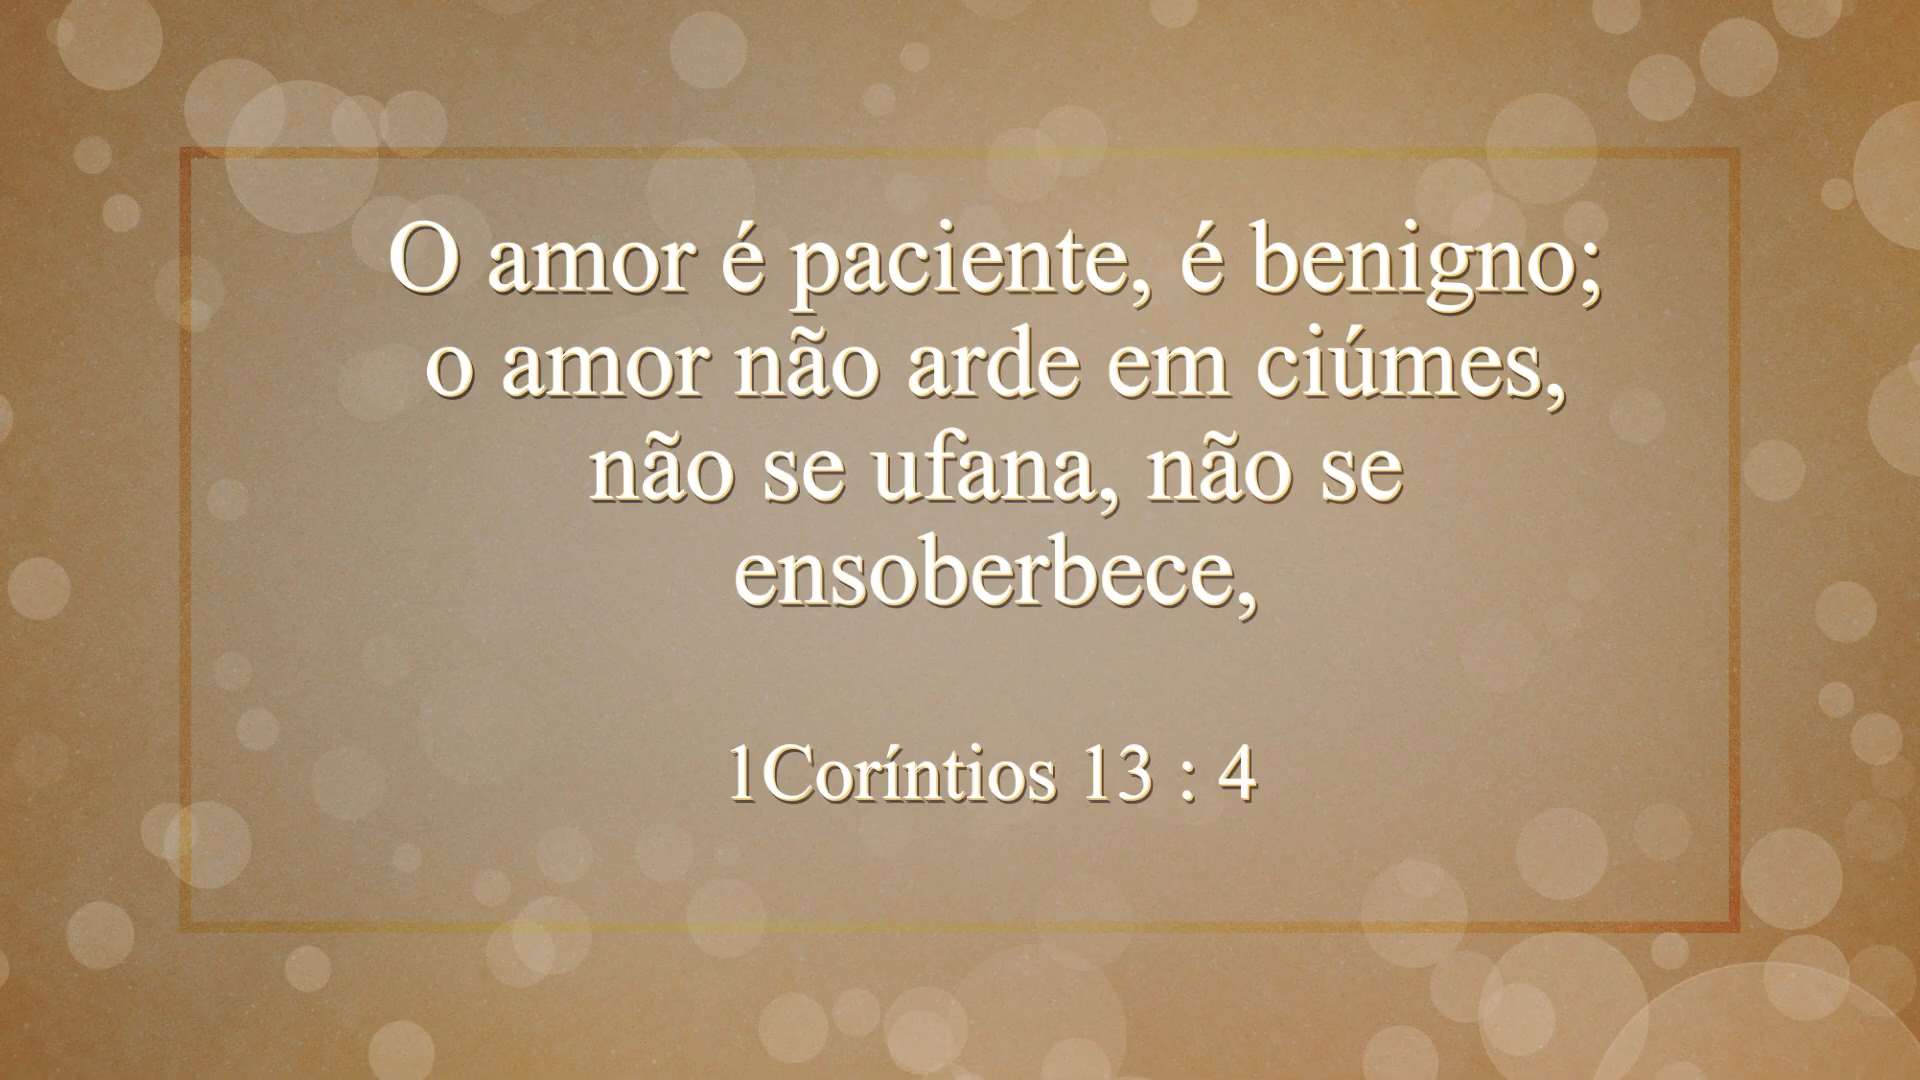 O amor é paciente, é benigno;
o amor não arde em ciúmes,
não se ufana, não se
ensoberbece,
1Coríntios 13 : 4